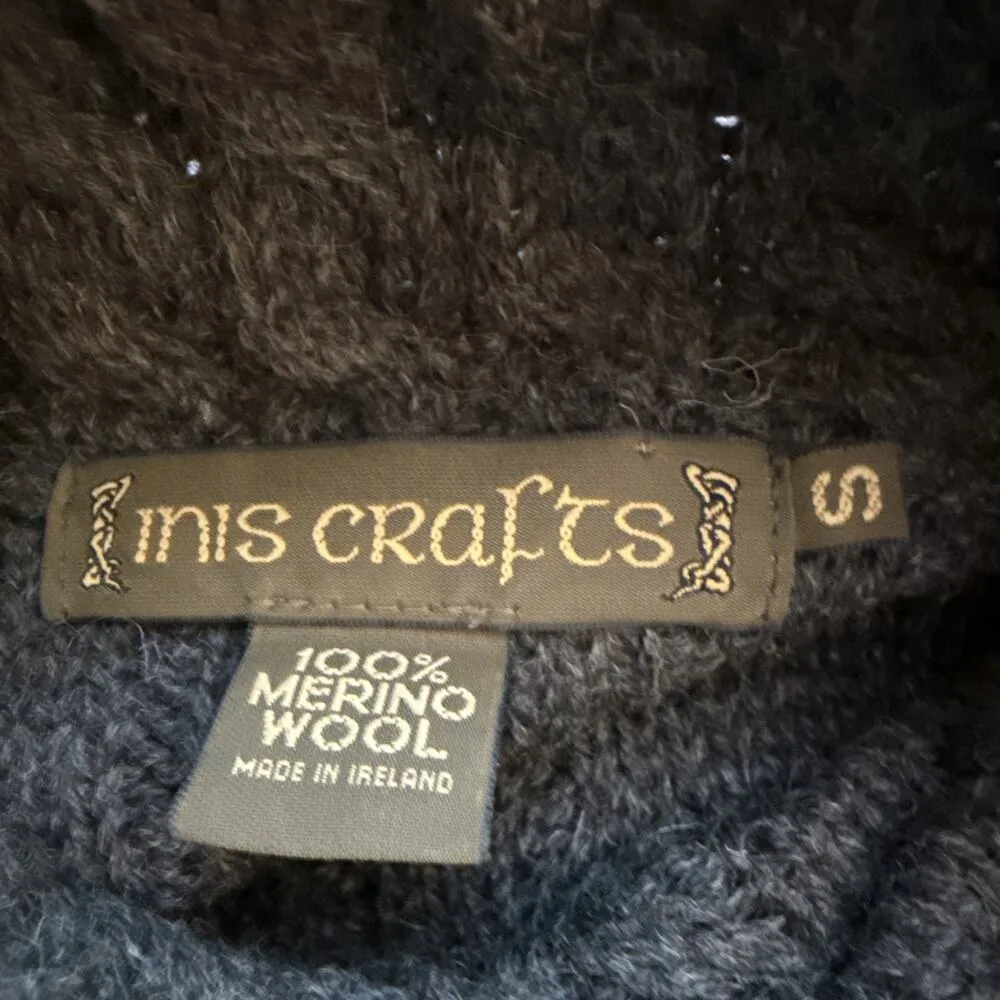 INIS CRAFTS
S
100%
MERINO
WOOL
MADE IN IRELAND